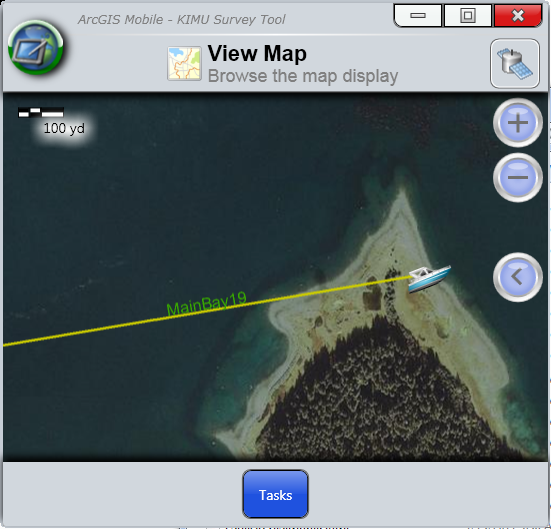 ArcGIS Mobile - KIMU Survey Tool
View Map
Browse the map display
100 yd
MainBay19
Tasks